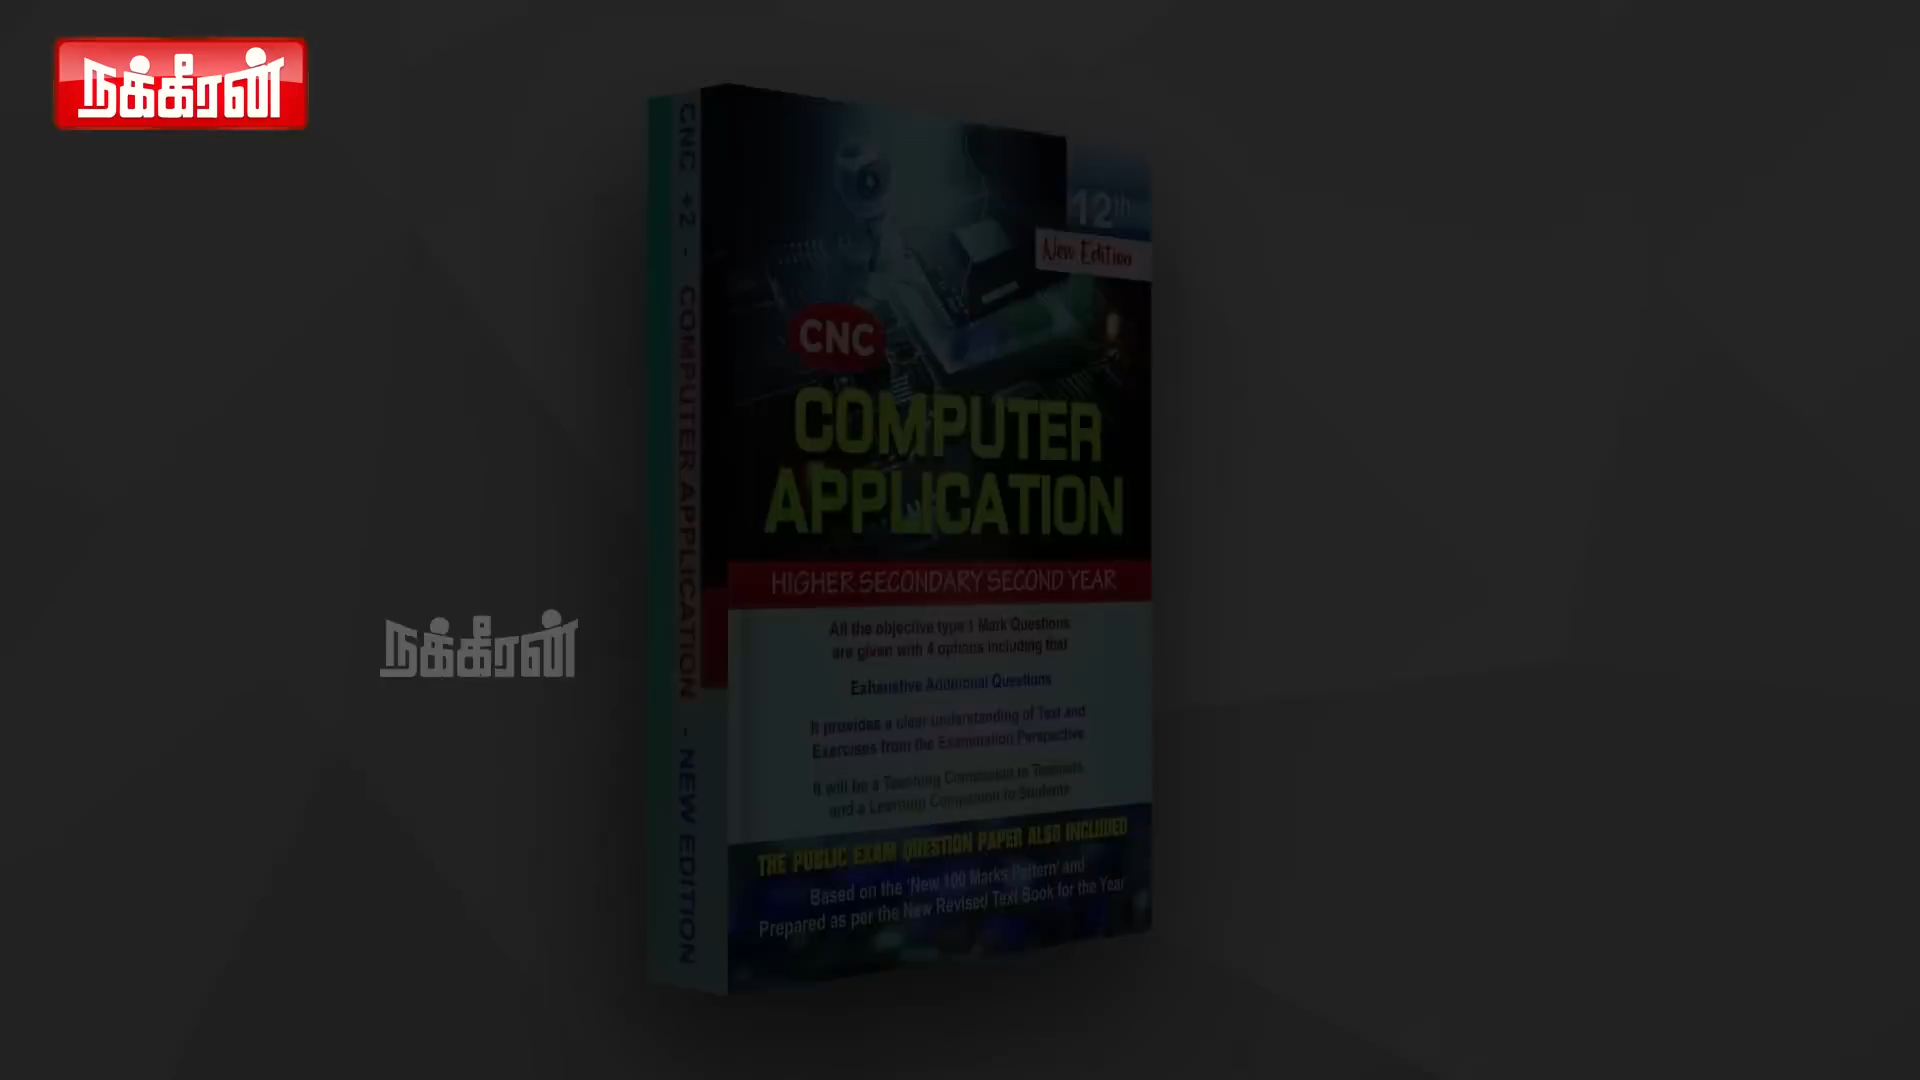 நக்கீரன்
12th
New Edition
CNC
COMPUTER
APPLICATION
HIGHER SECONDARY SECOND YEAR
All the objective type 1 Mark Questions
are given with 4 options including that
Exhaustive Additional Questions
It provides a clear understanding of Text and
Exercises from the Examination Perspective
It will be a Teaching Companion to Tutorials
and a Learning Companion to Students
THE PUBLIC EXAM QUESTION PAPER ALSO INCLUDED
Based on the 'New 100 Marks Pattern' and
Prepared as per the New Revised Text Book for the Year
CNC +2 - COMPUTER APPLICATION - NEW EDITION
நக்கீரன்